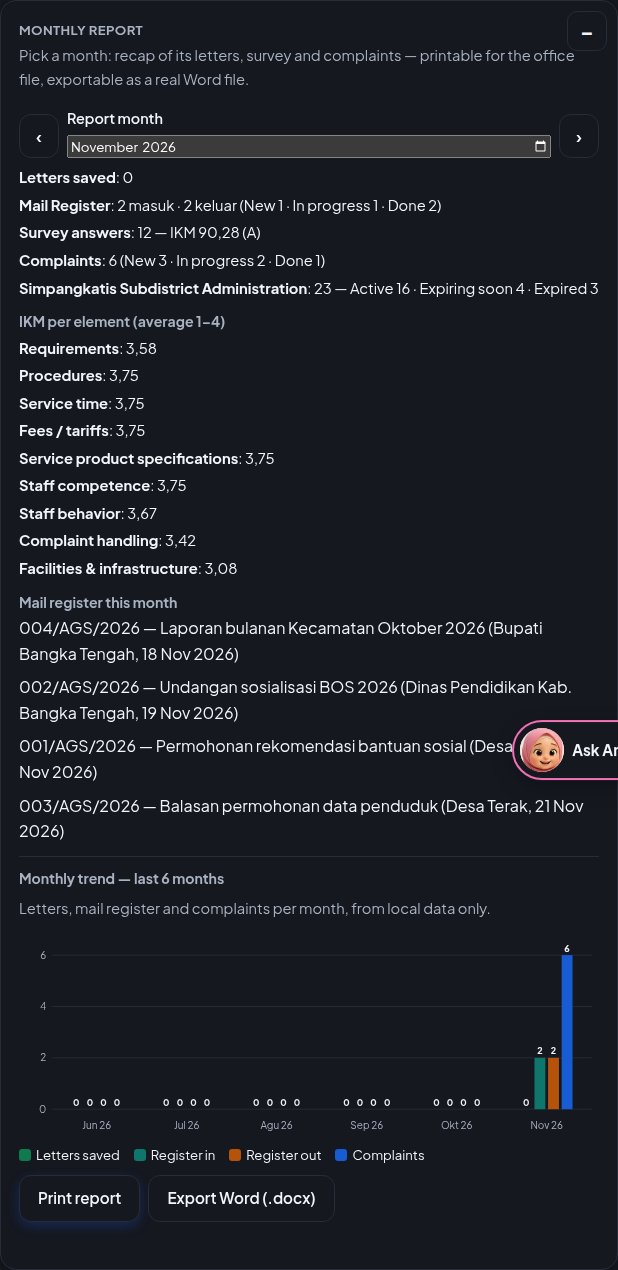 MONTHLY REPORT
–
Pick a month: recap of its letters, survey and complaints — printable for the office
file, exportable as a real Word file.
‹
Report month
November 2026
›
Letters saved: 0
Mail Register: 2 masuk · 2 keluar (New 1 · In progress 1 · Done 2)
Survey answers: 12 — IKM 90,28 (A)
Complaints: 6 (New 3 · In progress 2 · Done 1)
Simpangkatis Subdistrict Administration: 23 — Active 16 · Expiring soon 4 · Expired 3
IKM per element (average 1–4)
Requirements: 3,58
Procedures: 3,75
Service time: 3,75
Fees / tariffs: 3,75
Service product specifications: 3,75
Staff competence: 3,75
Staff behavior: 3,67
Complaint handling: 3,42
Facilities & infrastructure: 3,08
Mail register this month
004/AGS/2026 — Laporan bulanan Kecamatan Oktober 2026 (Bupati
Bangka Tengah, 18 Nov 2026)
002/AGS/2026 — Undangan sosialisasi BOS 2026 (Dinas Pendidikan Kab.
Bangka Tengah, 19 Nov 2026)
001/AGS/2026 — Permohonan rekomendasi bantuan sosial (Desa
Nov 2026)
Ask
003/AGS/2026 — Balasan permohonan data penduduk (Desa Terak, 21 Nov
2026)
Monthly trend — last 6 months
Letters, mail register and complaints per month, from local data only.
6
6
4
2
2 2
0
0 0 0 0 0 0 0 0 0 0 0 0 0 0 0 0 0 0 0 0 0
Jun 26 Jul 26 Agu 26 Sep 26 Okt 26 Nov 26
Letters saved Register in Register out Complaints
Print report Export Word (.docx)